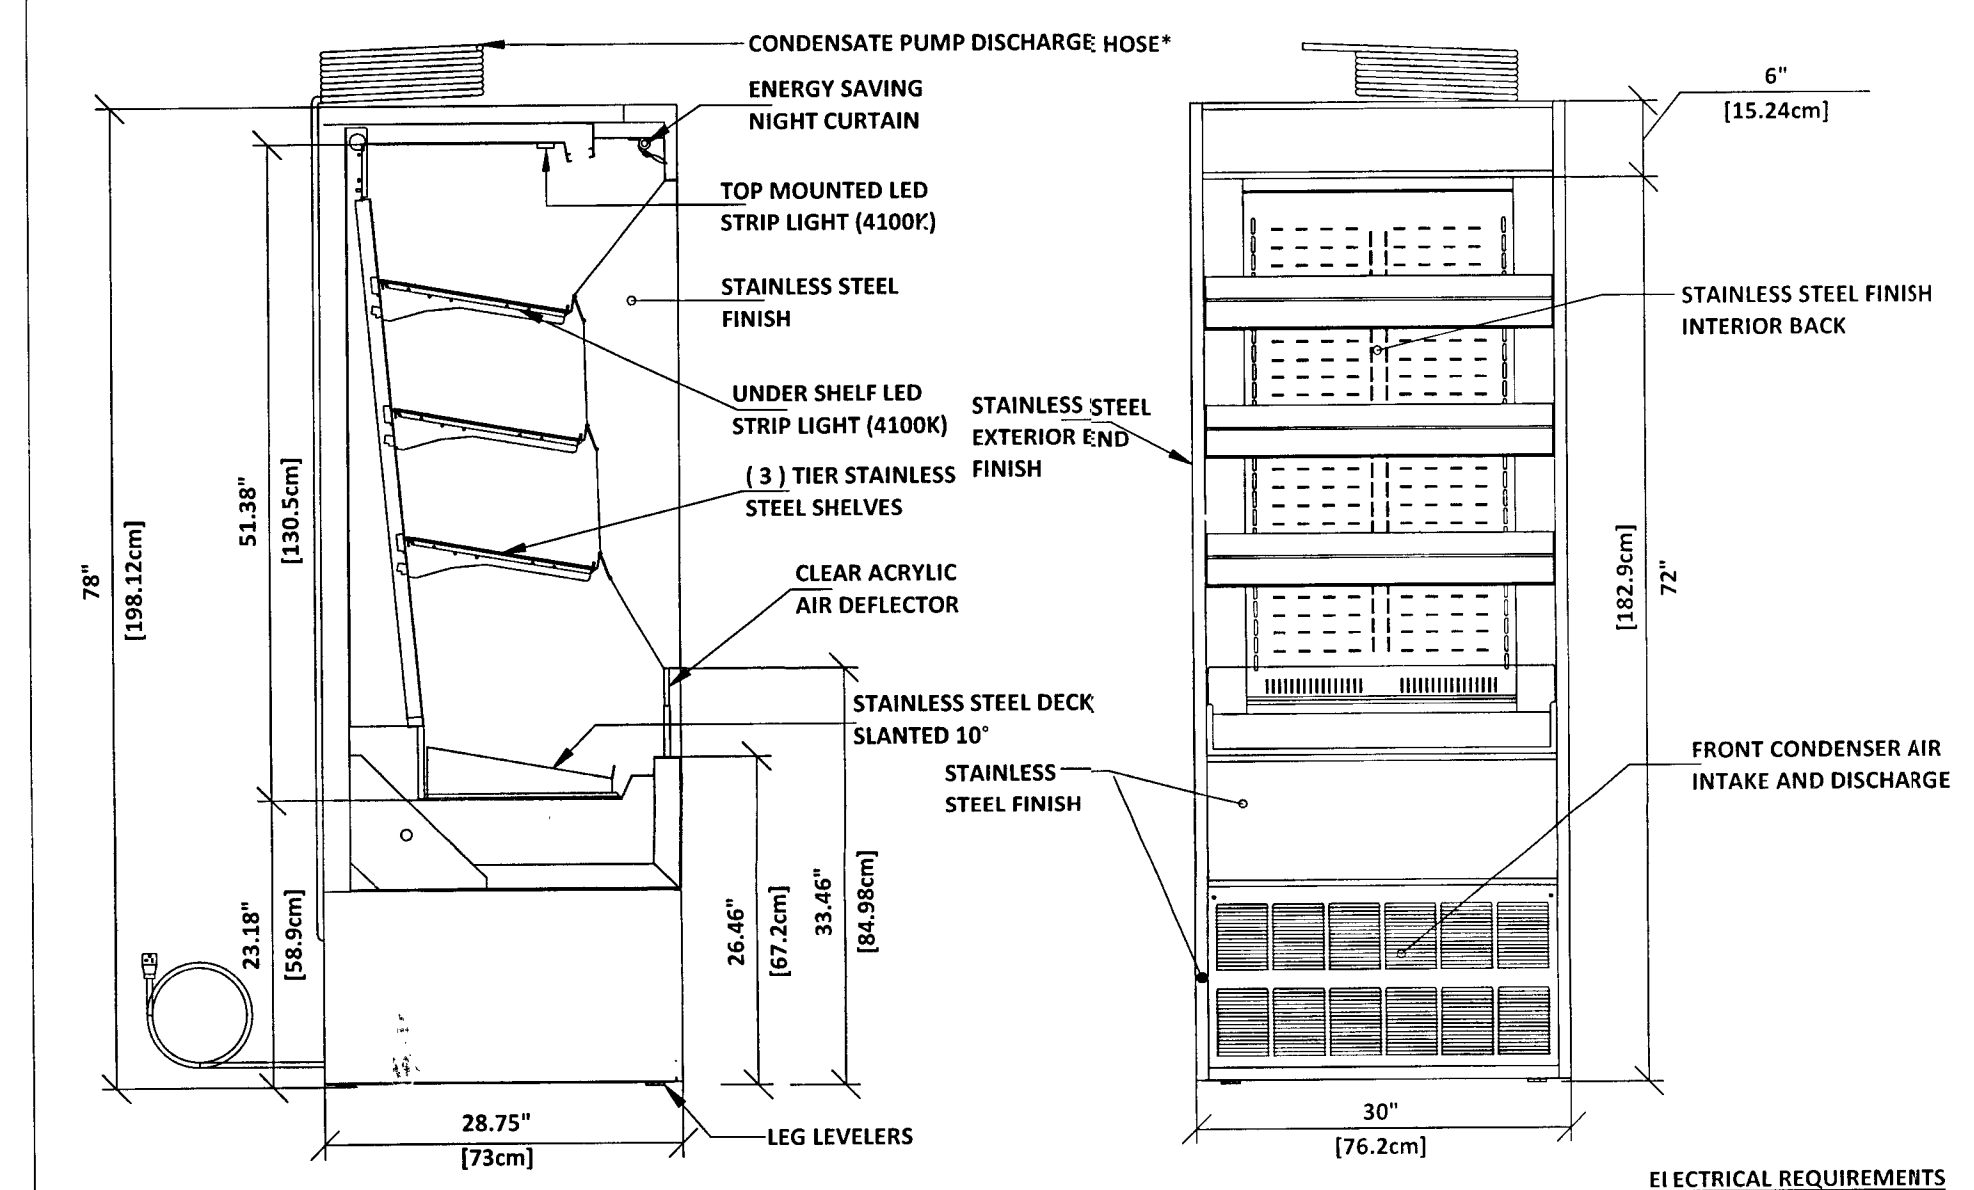 CONDENSATE PUMP DISCHARGE HOSE*
ENERGY SAVING
NIGHT CURTAIN
TOP MOUNTED LED
STRIP LIGHT (4100K)
STAINLESS STEEL
FINISH
UNDER SHELF LED
STRIP LIGHT (4100K)
( 3 ) TIER STAINLESS
STEEL SHELVES
CLEAR ACRYLIC
AIR DEFLECTOR
STAINLESS STEEL DECK
SLANTED 10°
78"
[198.12cm]
51.38"
[130.5cm]
23.18"
[58.9cm]
26.46"
[67.2cm]
33.46"
[84.98cm]
28.75"
[73cm]
LEG LEVELERS
6"
[15.24cm]
STAINLESS STEEL FINISH
INTERIOR BACK
STAINLESS STEEL
EXTERIOR END
FINISH
[182.9cm]
72"
STAINLESS
STEEL FINISH
FRONT CONDENSER AIR
INTAKE AND DISCHARGE
30"
[76.2cm]
ELECTRICAL REQUIREMENTS